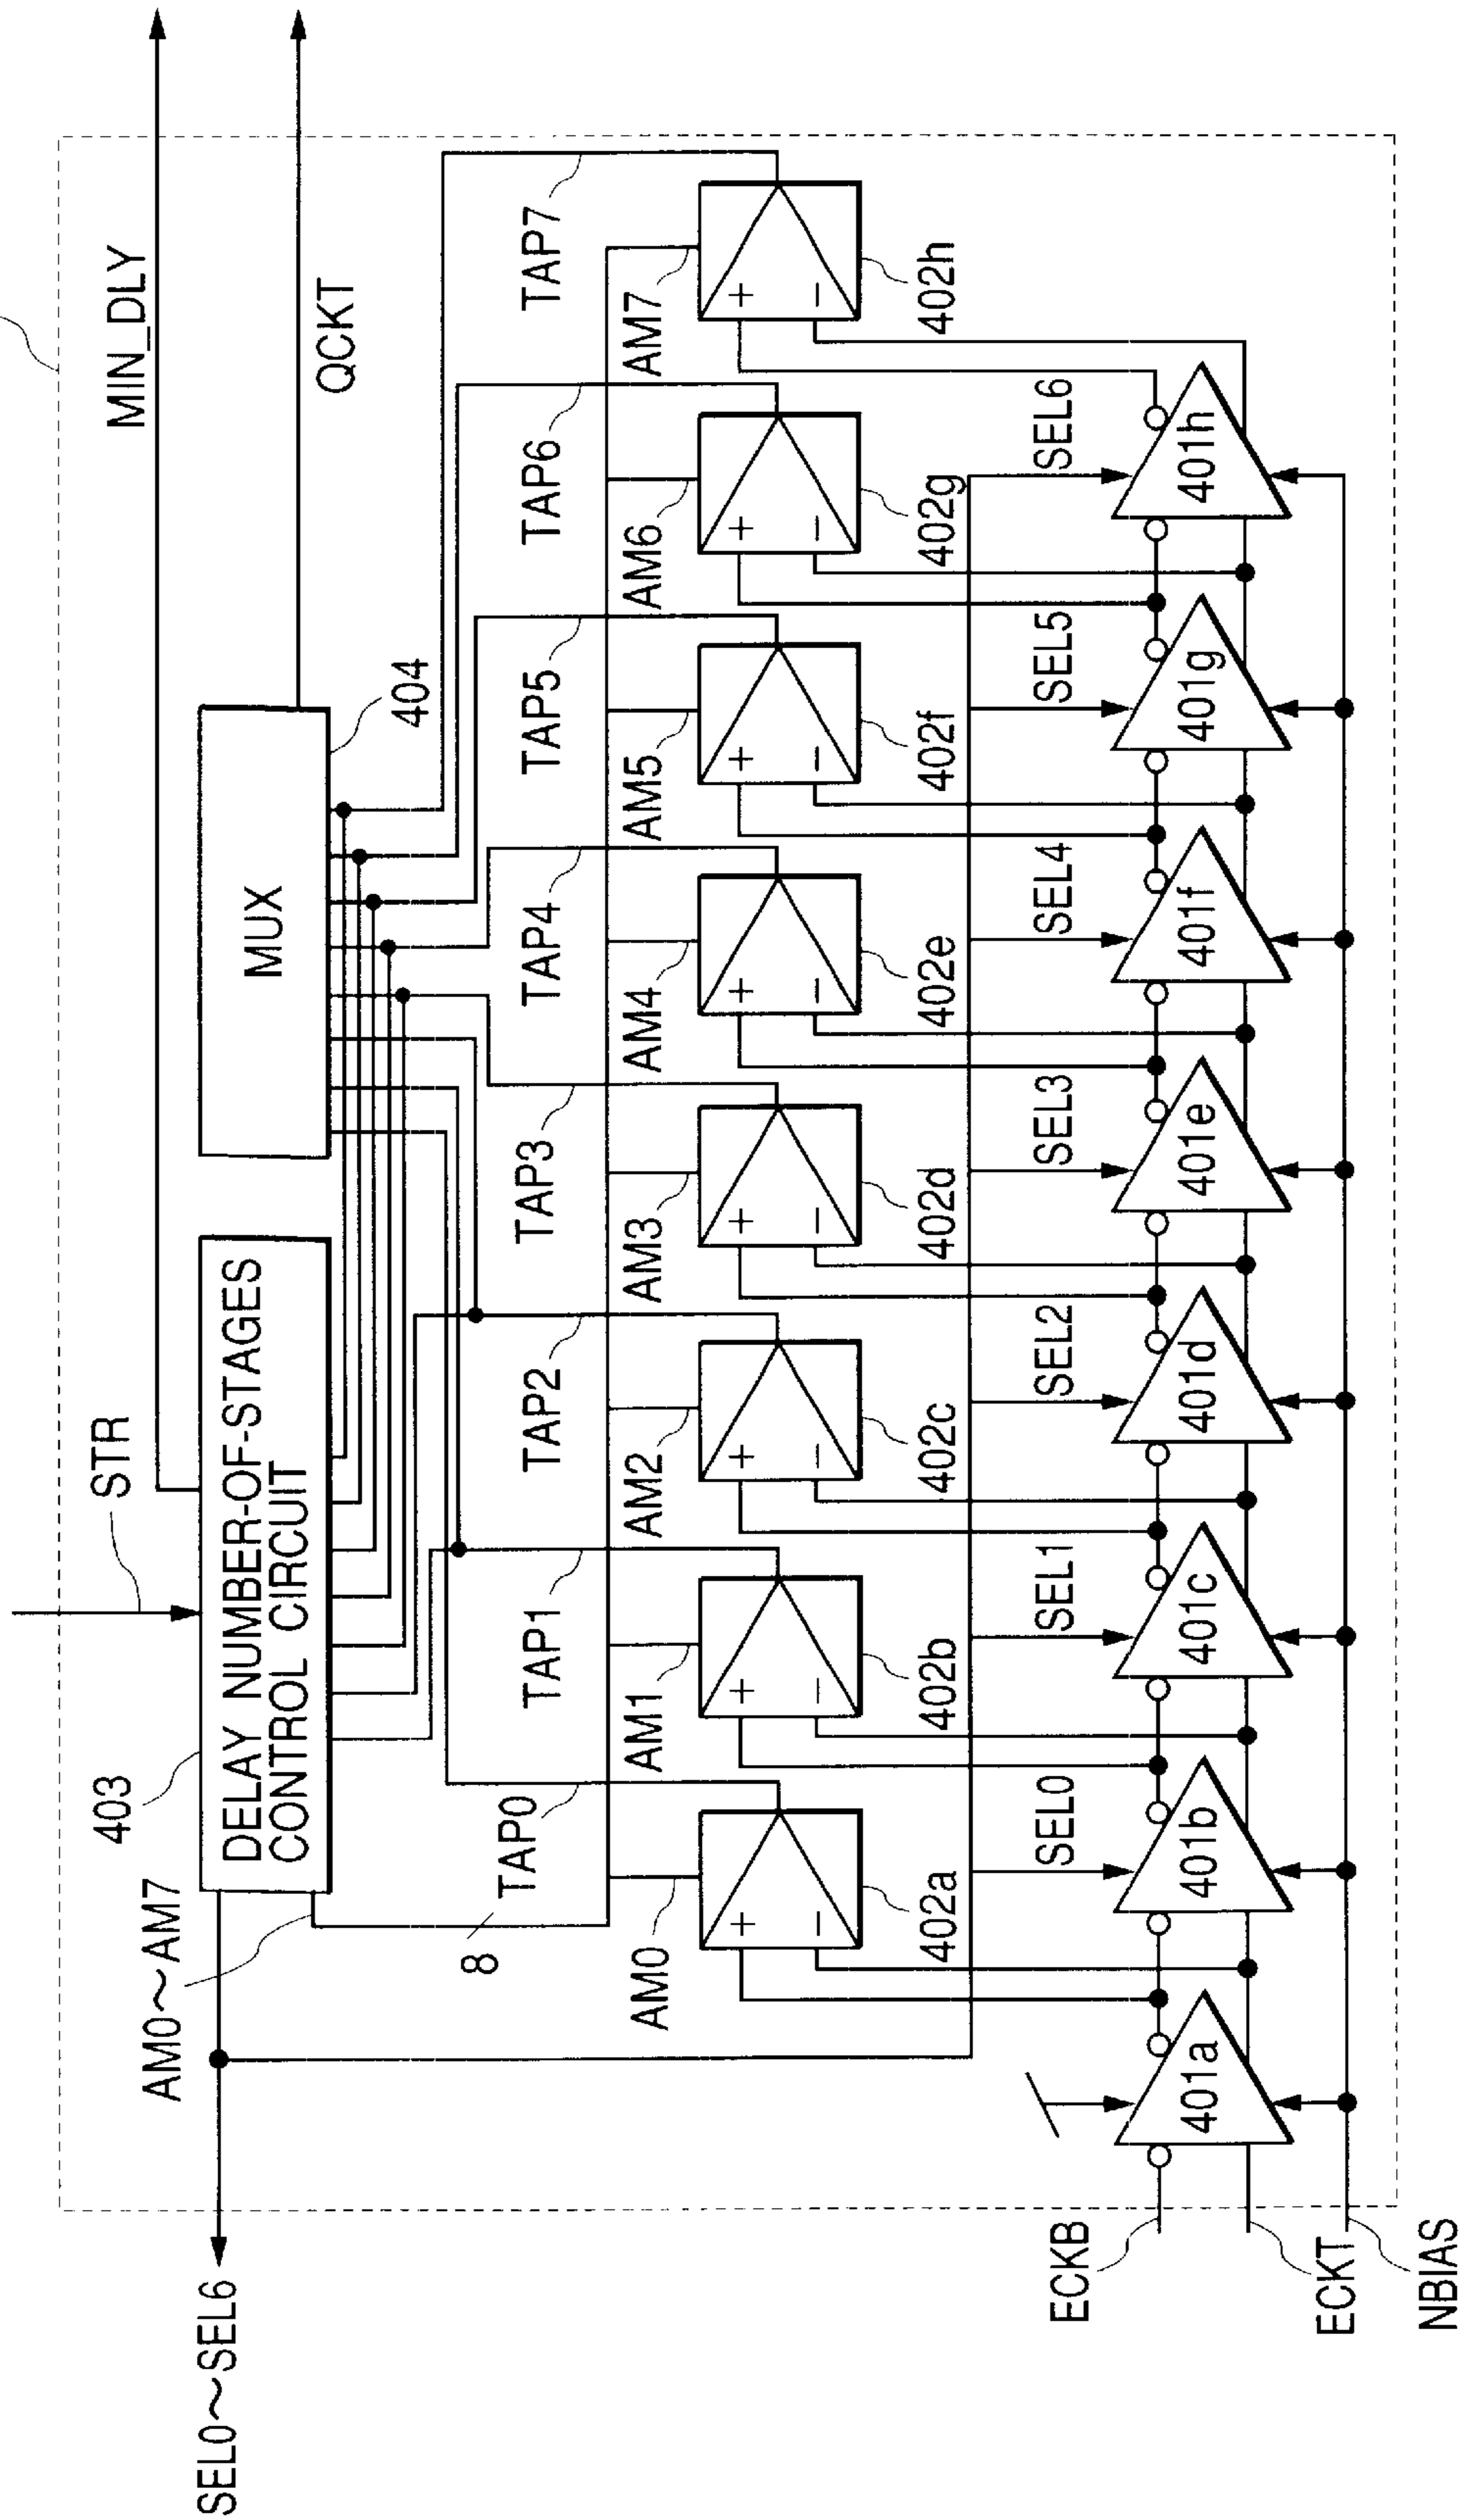 MIN_DLY
QCKT
STR
403
DELAY NUMBER-OF-STAGES
CONTROL CIRCUIT
MUX
404
AM0~AM7
SEL0~SEL6
8
TAP0
TAP1
TAP2
TAP3
TAP4
TAP5
TAP6
TAP7
AM0
AM1
AM2
AM3
AM4
AM5
AM6
AM7
+
−
+
−
+
−
+
−
+
−
+
−
+
−
+
−
402a
402b
402c
402d
402e
402f
402g
402h
SEL0
SEL1
SEL2
SEL3
SEL4
SEL5
SEL6
401a
401b
401c
401d
401e
401f
401g
401h
ECKB
ECKT
NBIAS